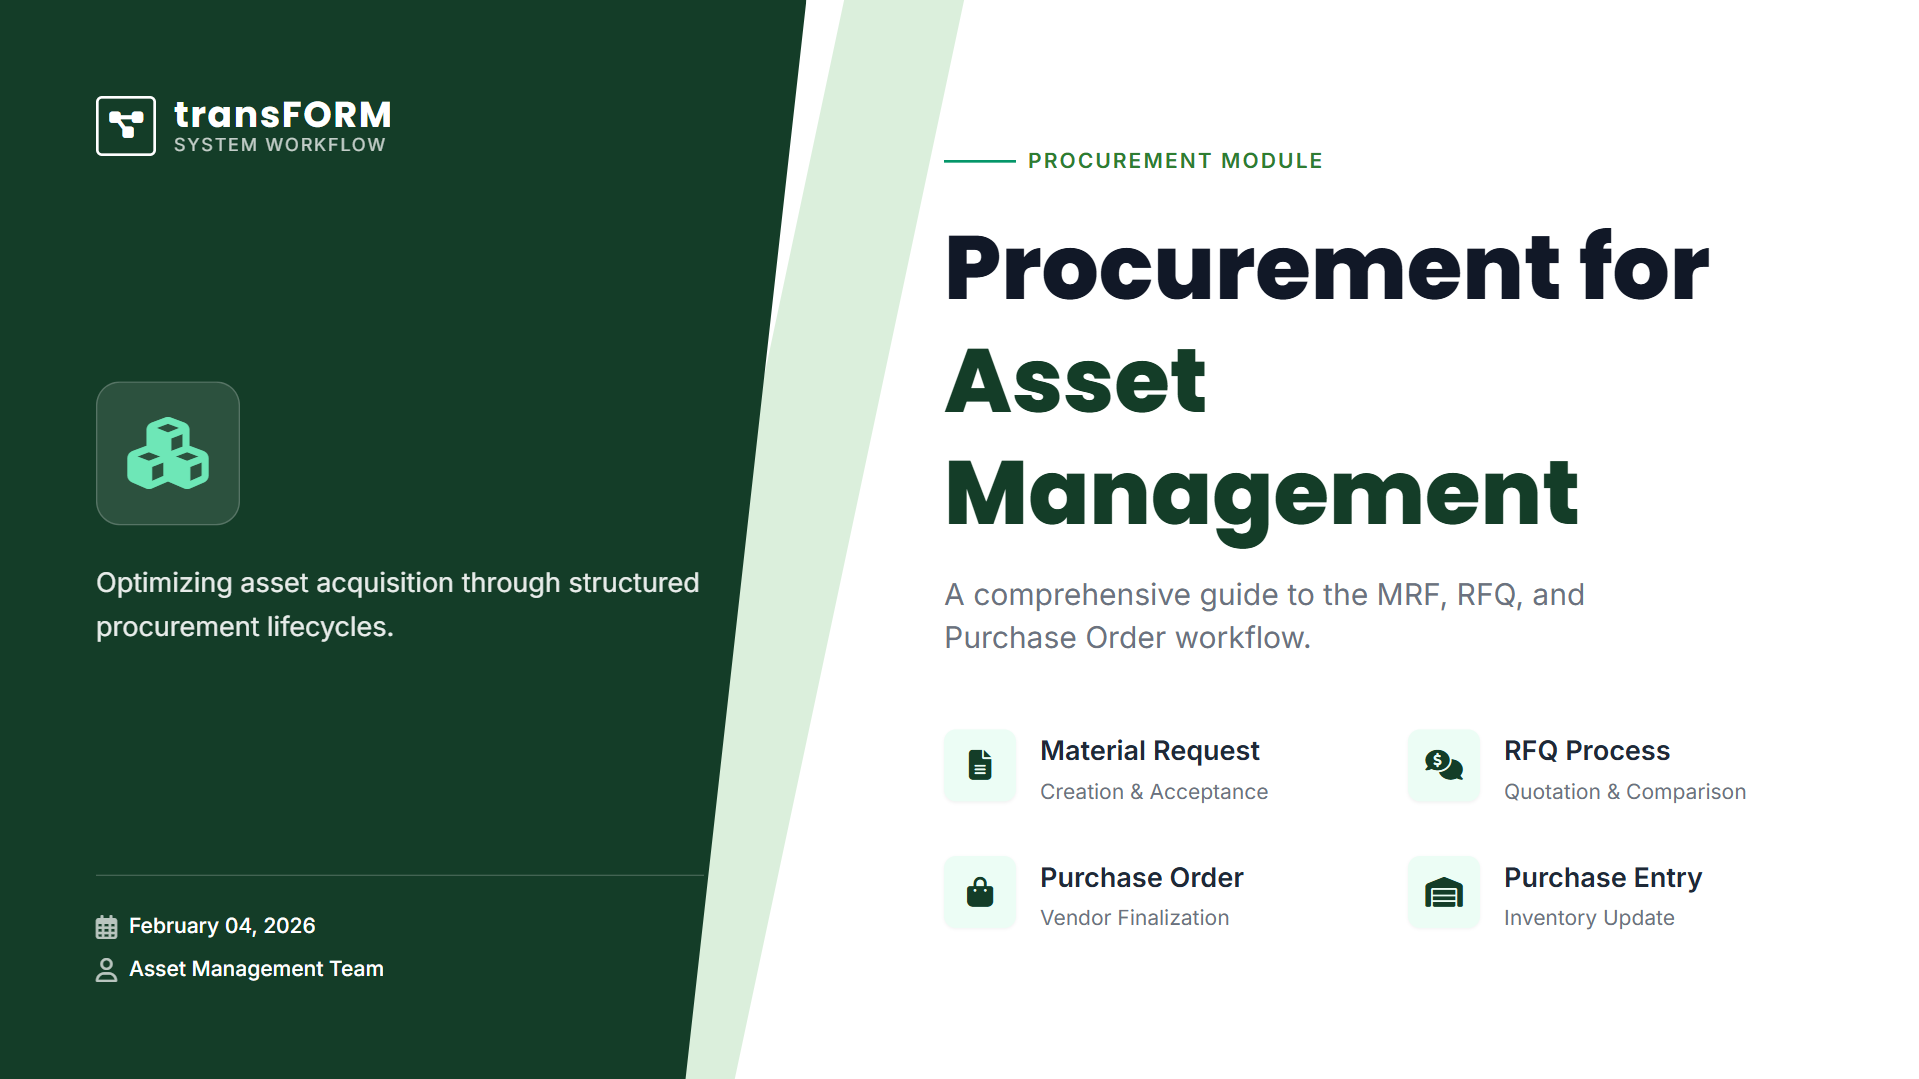 transFORM
SYSTEM WORKFLOW
Optimizing asset acquisition through structured
procurement lifecycles.
February 04, 2026
Asset Management Team
PROCUREMENT MODULE
Procurement for
Asset
Management
A comprehensive guide to the MRF, RFQ, and
Purchase Order workflow.
Material Request
Creation & Acceptance
$
RFQ Process
Quotation & Comparison
Purchase Order
Vendor Finalization
Purchase Entry
Inventory Update